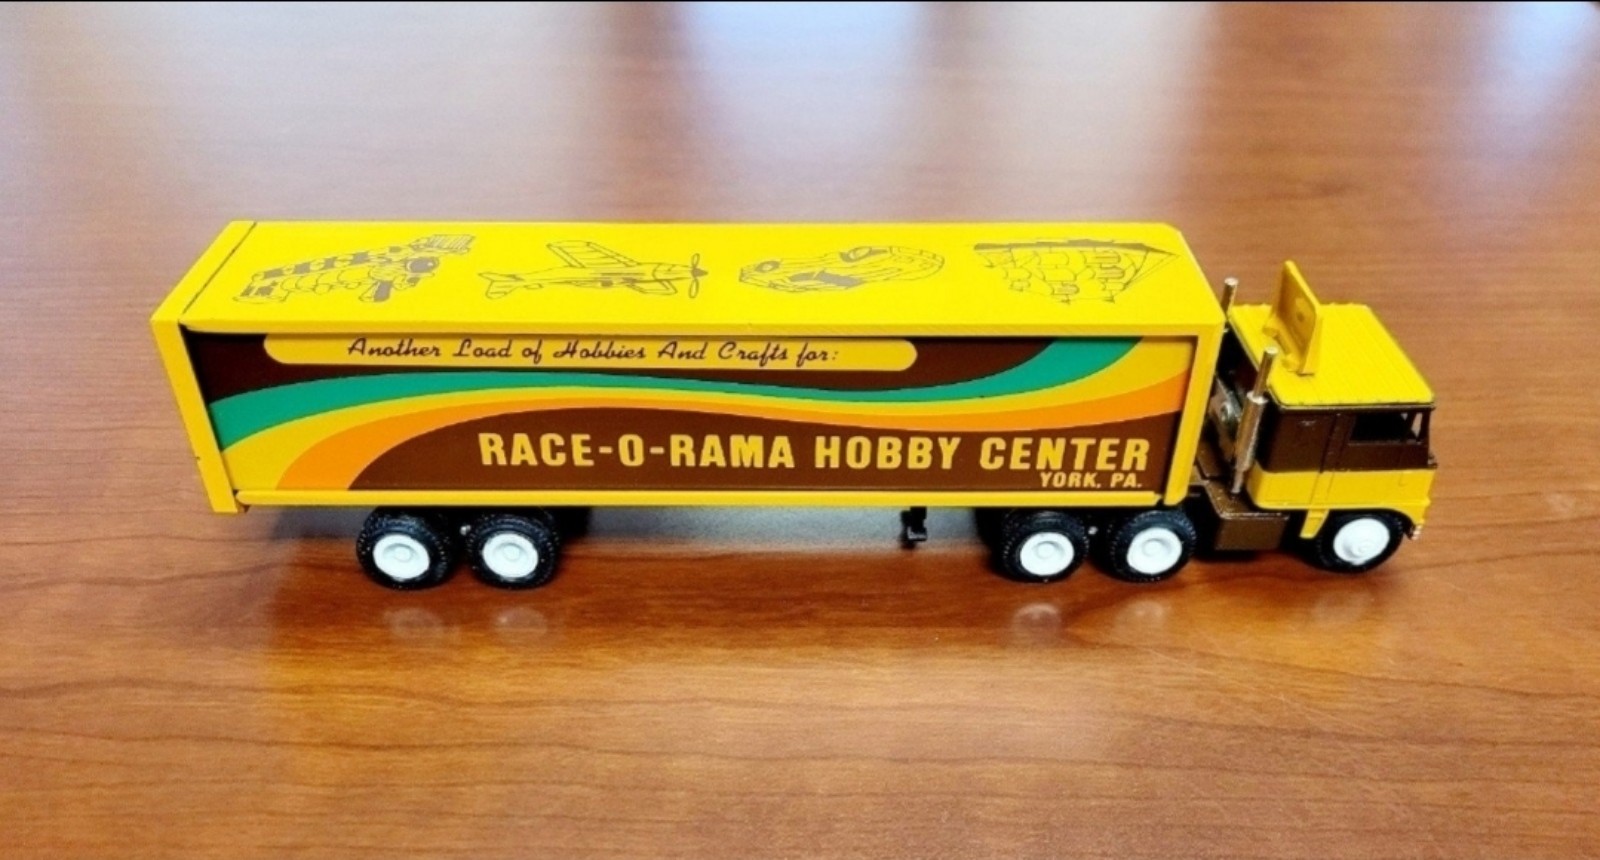 Another Load of Hobbies And Crafts for:
RACE-O-RAMA HOBBY CENTER
YORK, PA.